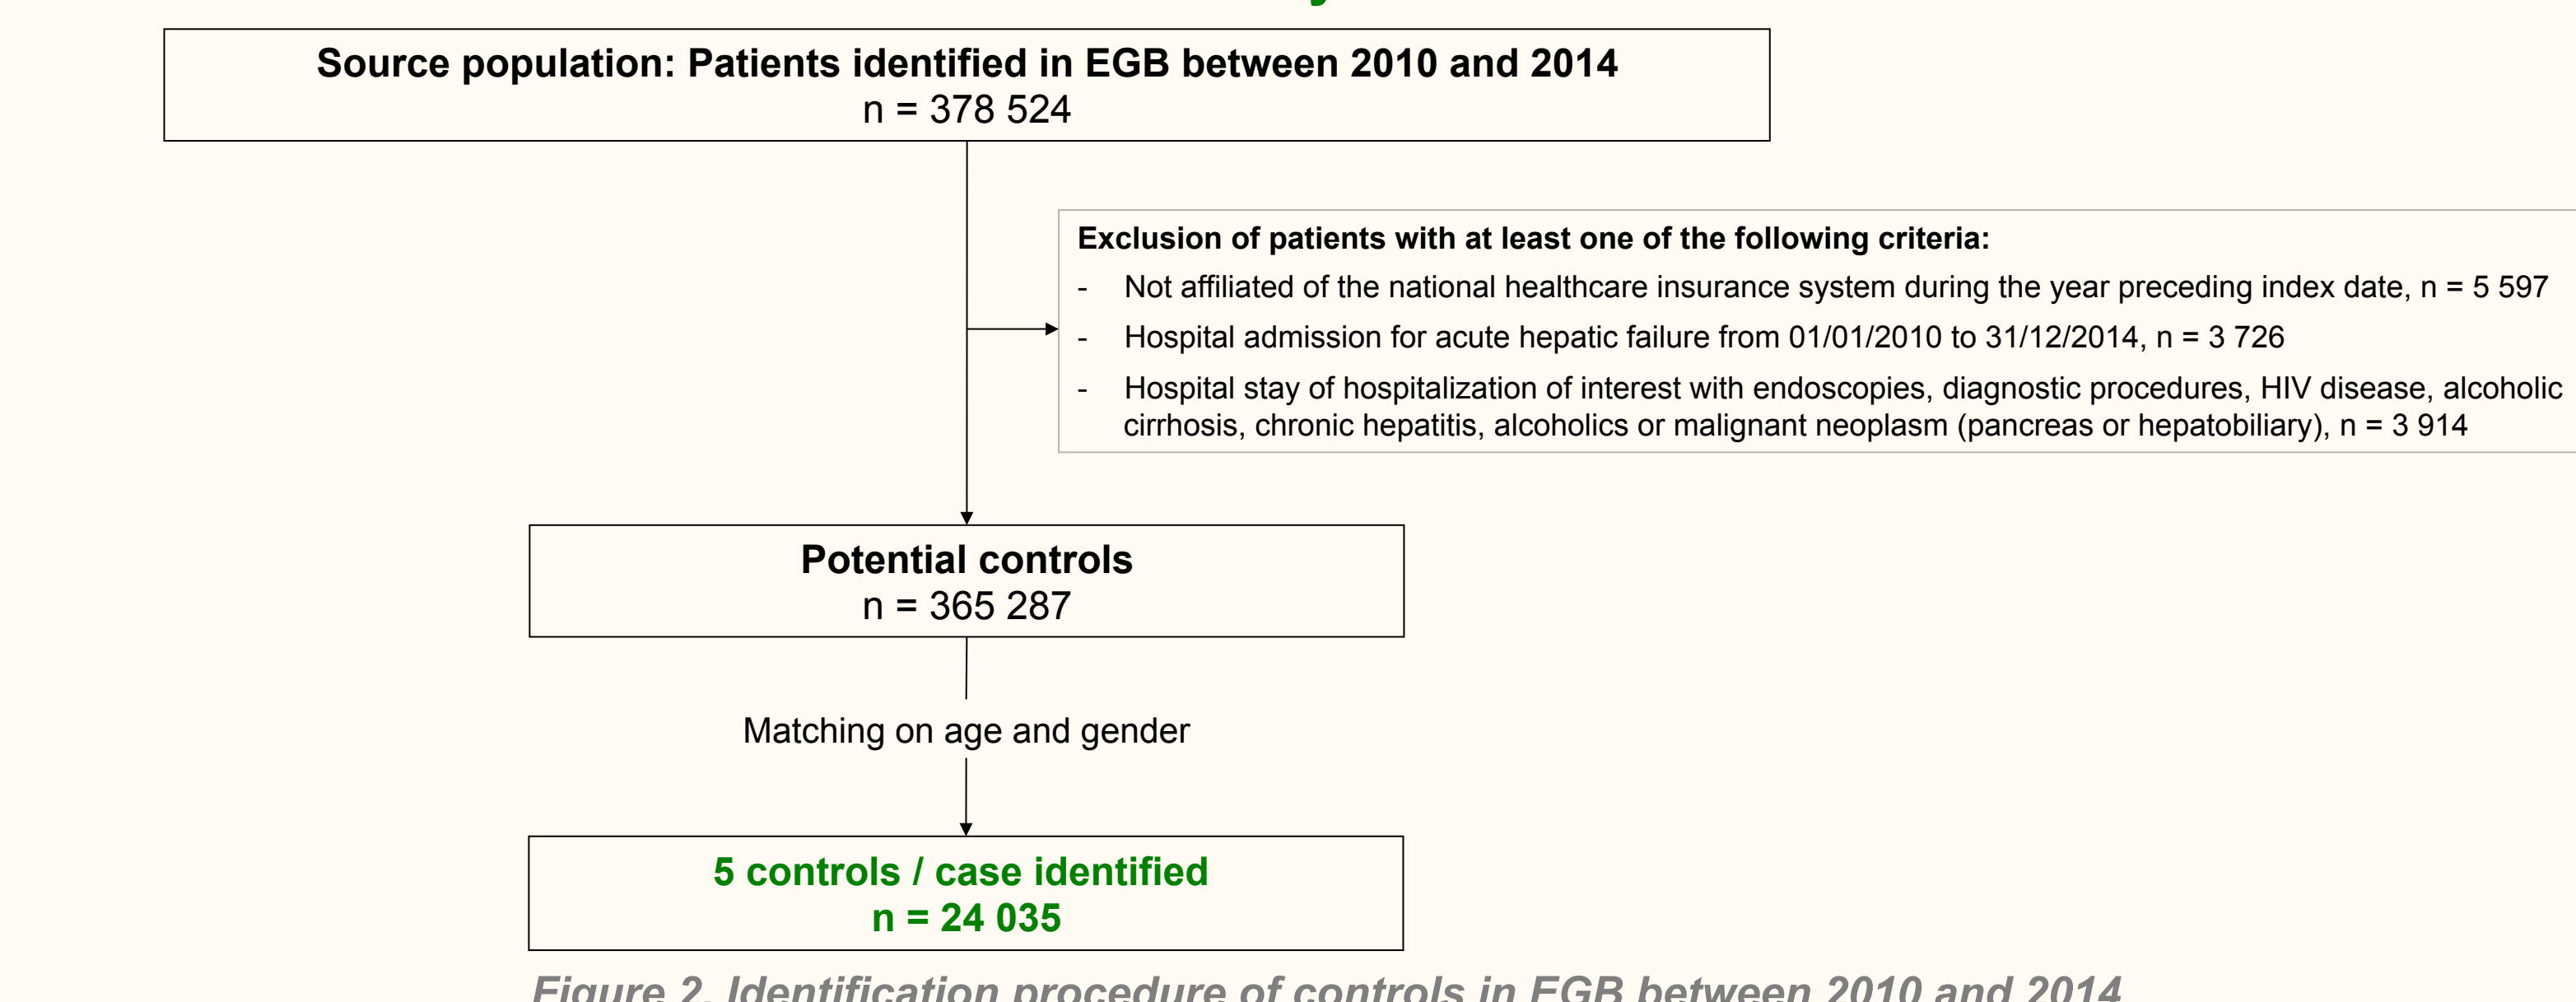 Source population: Patients identified in EGB between 2010 and 2014
n = 378 524
Exclusion of patients with at least one of the following criteria:
- Not affiliated of the national healthcare insurance system during the year preceding index date, n = 5 597
- Hospital admission for acute hepatic failure from 01/01/2010 to 31/12/2014, n = 3 726
- Hospital stay of hospitalization of interest with endoscopies, diagnostic procedures, HIV disease, alcoholic
cirrhosis, chronic hepatitis, alcoholics or malignant neoplasm (pancreas or hepatobiliary), n = 3 914
Potential controls
n = 365 287
Matching on age and gender
5 controls / case identified
n = 24 035
Figure 2. Identification procedure of controls in EGB between 2010 and 2014